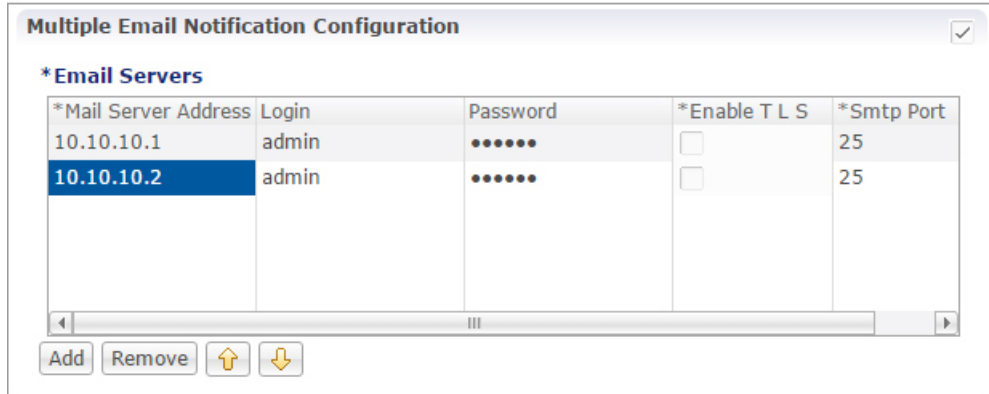 Multiple Email Notification Configuration
*Email Servers
*Mail Server Address Login Password *Enable T L S *Smtp Port
10.10.10.1 admin •••••• 25
10.10.10.2 admin •••••• 25
Add Remove